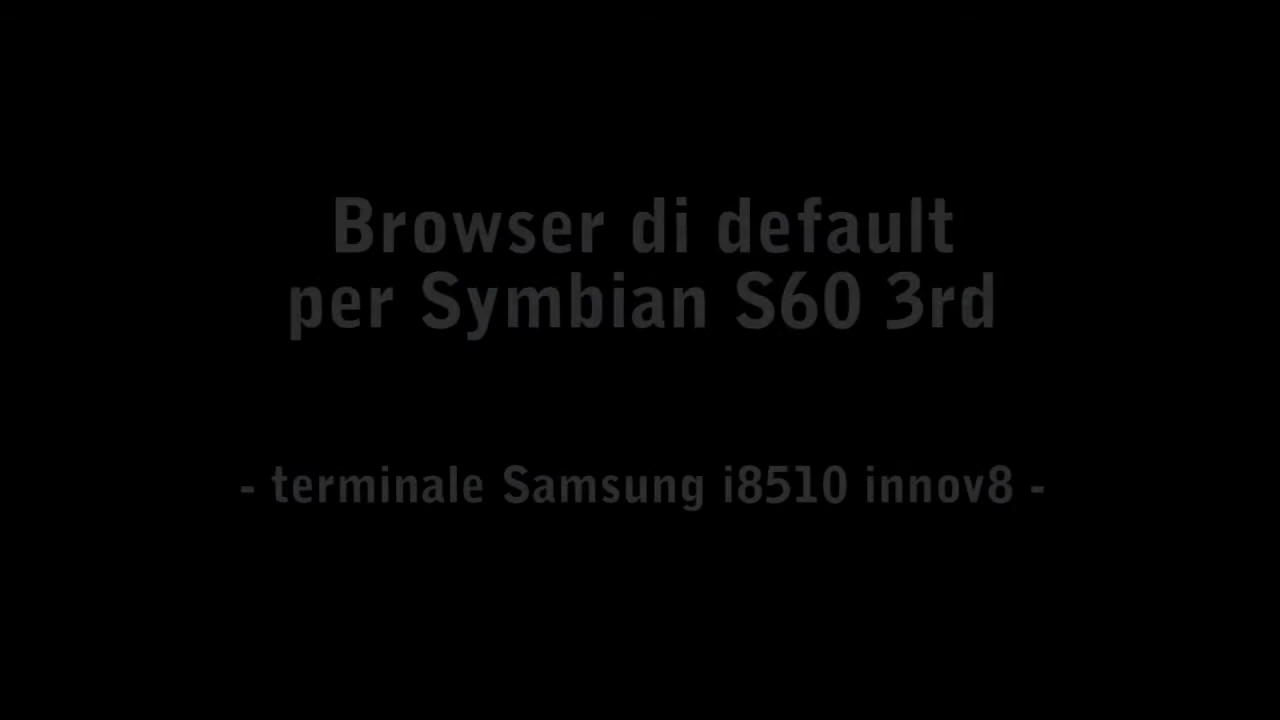 Browser di default
per Symbian S60 3rd
- terminale Samsung i8510 innov8 -